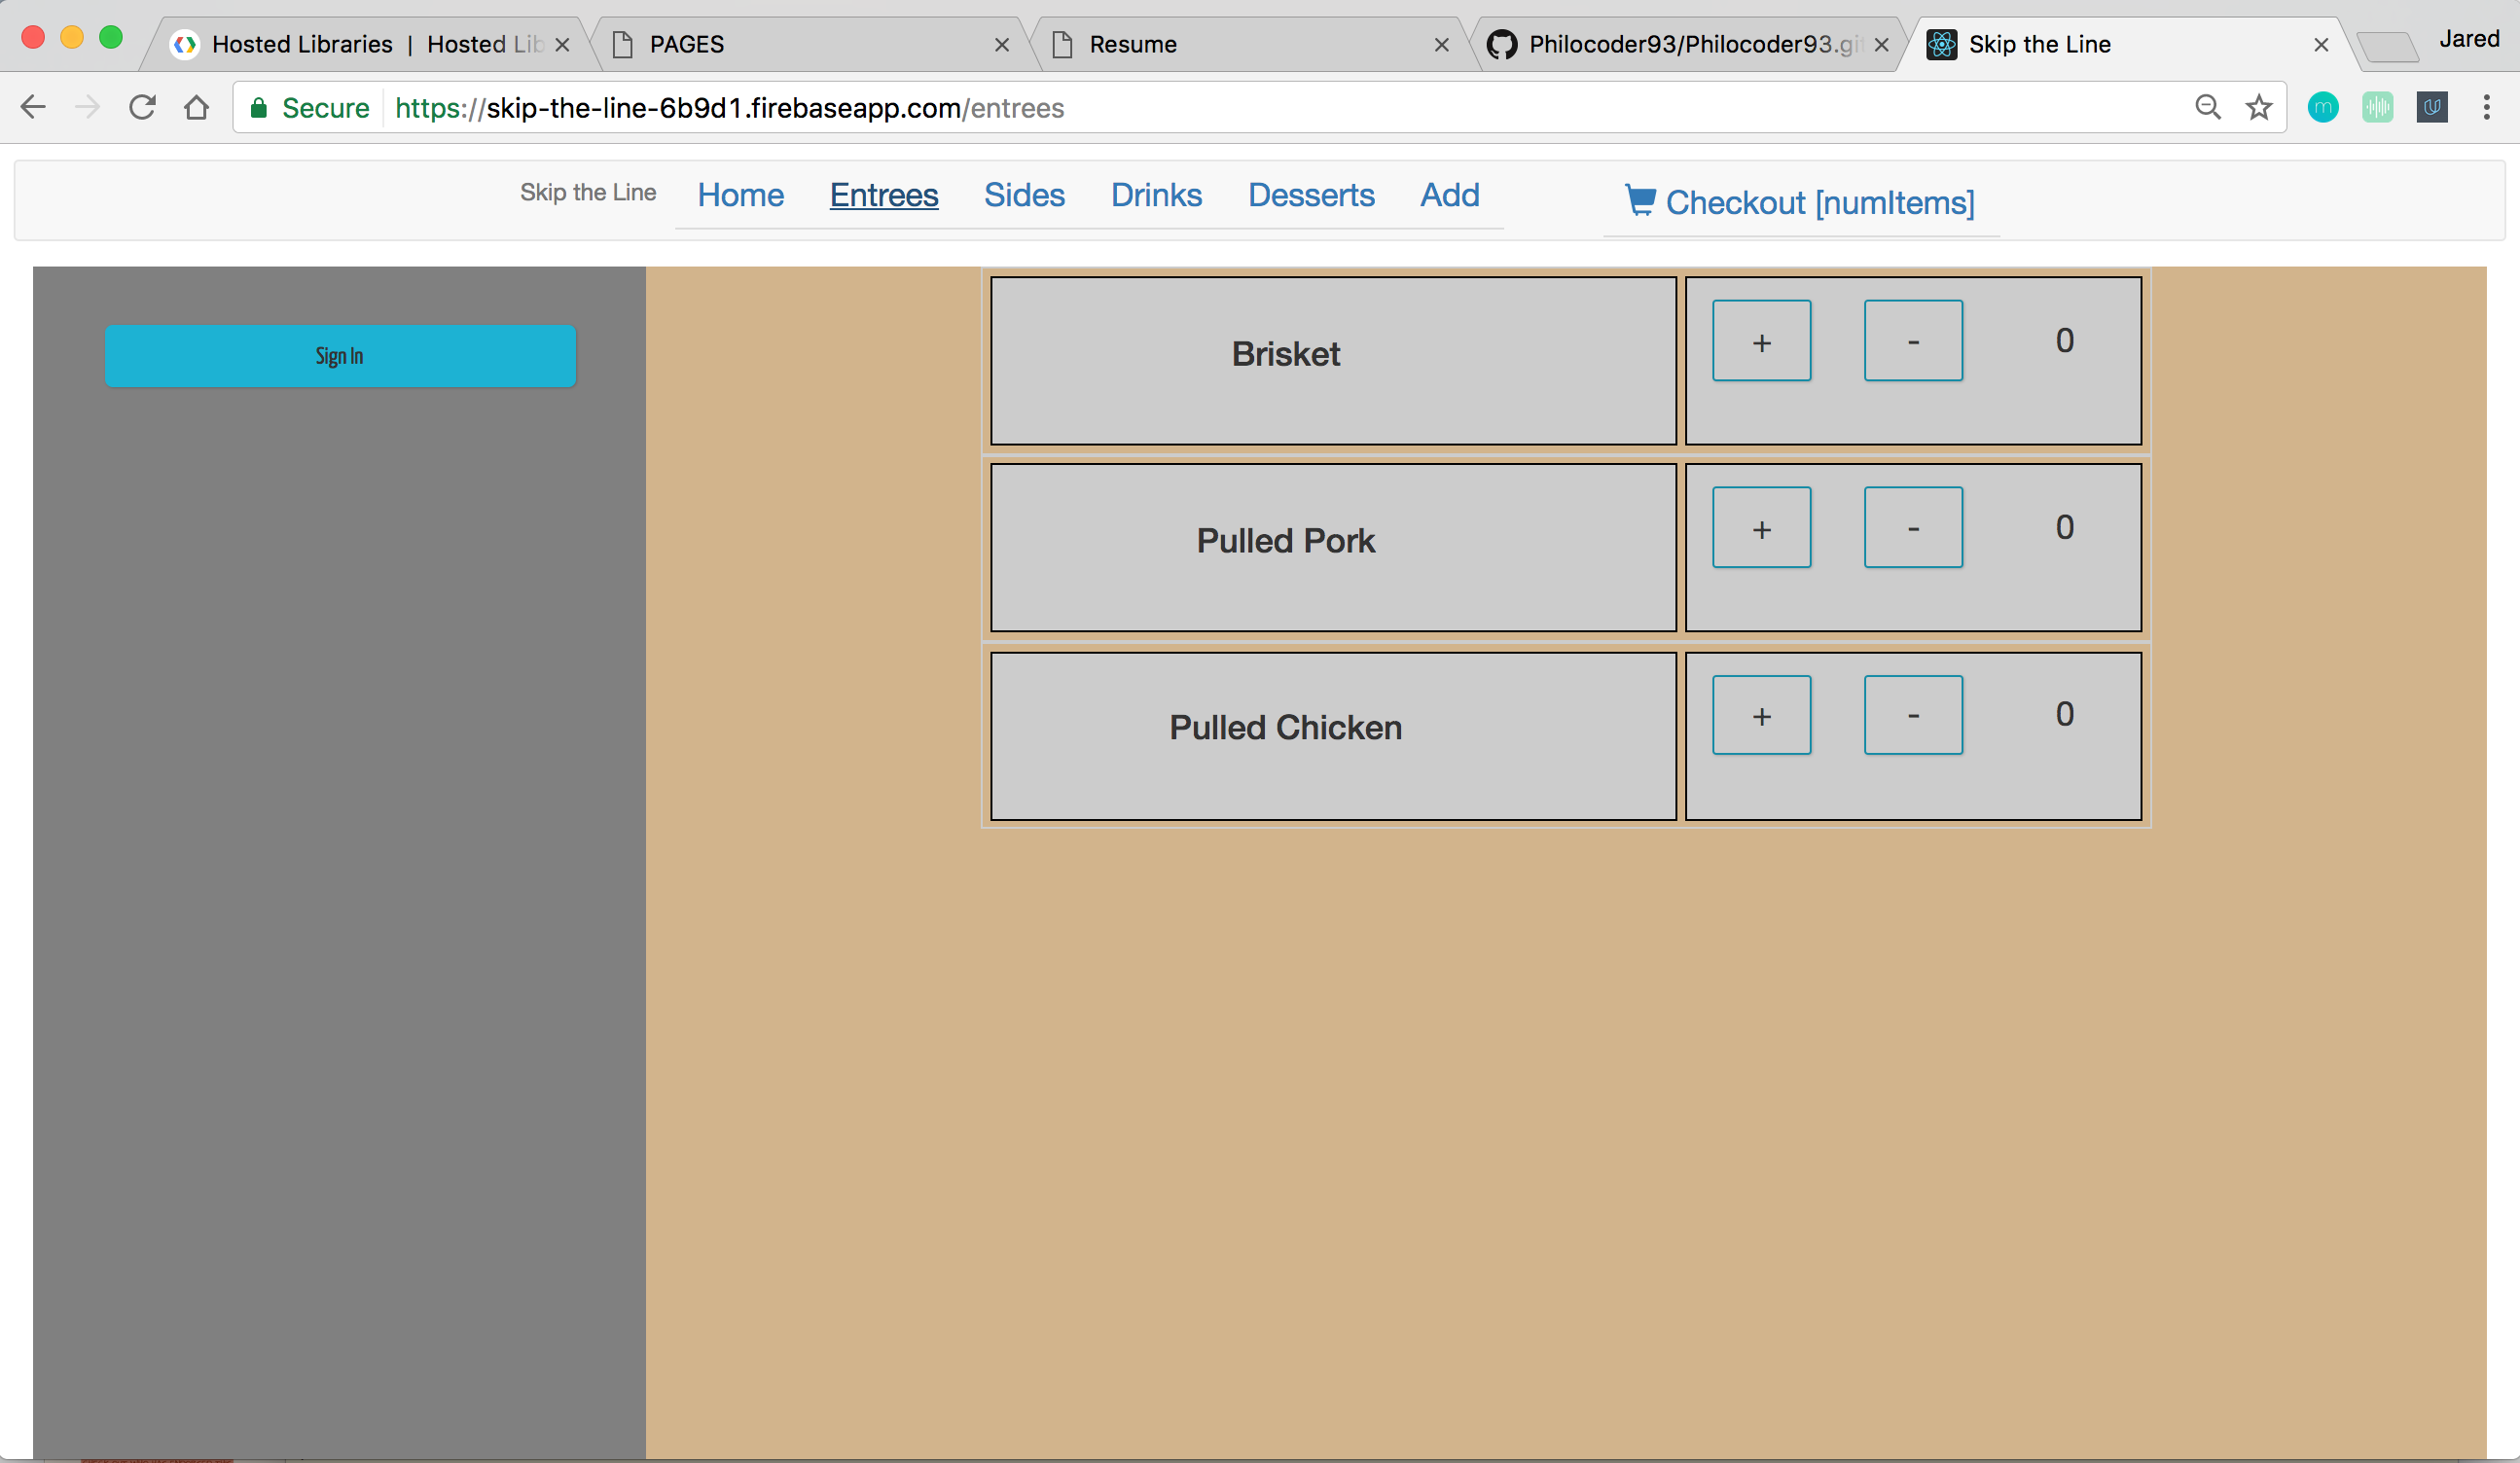 Hosted Libraries | Hosted Lib
PAGES
Resume
Philocoder93/Philocoder93.git
Skip the Line
Jared
Secure https://skip-the-line-6b9d1.firebaseapp.com/entrees
Skip the Line Home Entrees Sides Drinks Desserts Add Checkout [numItems]
Sign In
Brisket + - 0
Pulled Pork + - 0
Pulled Chicken + - 0